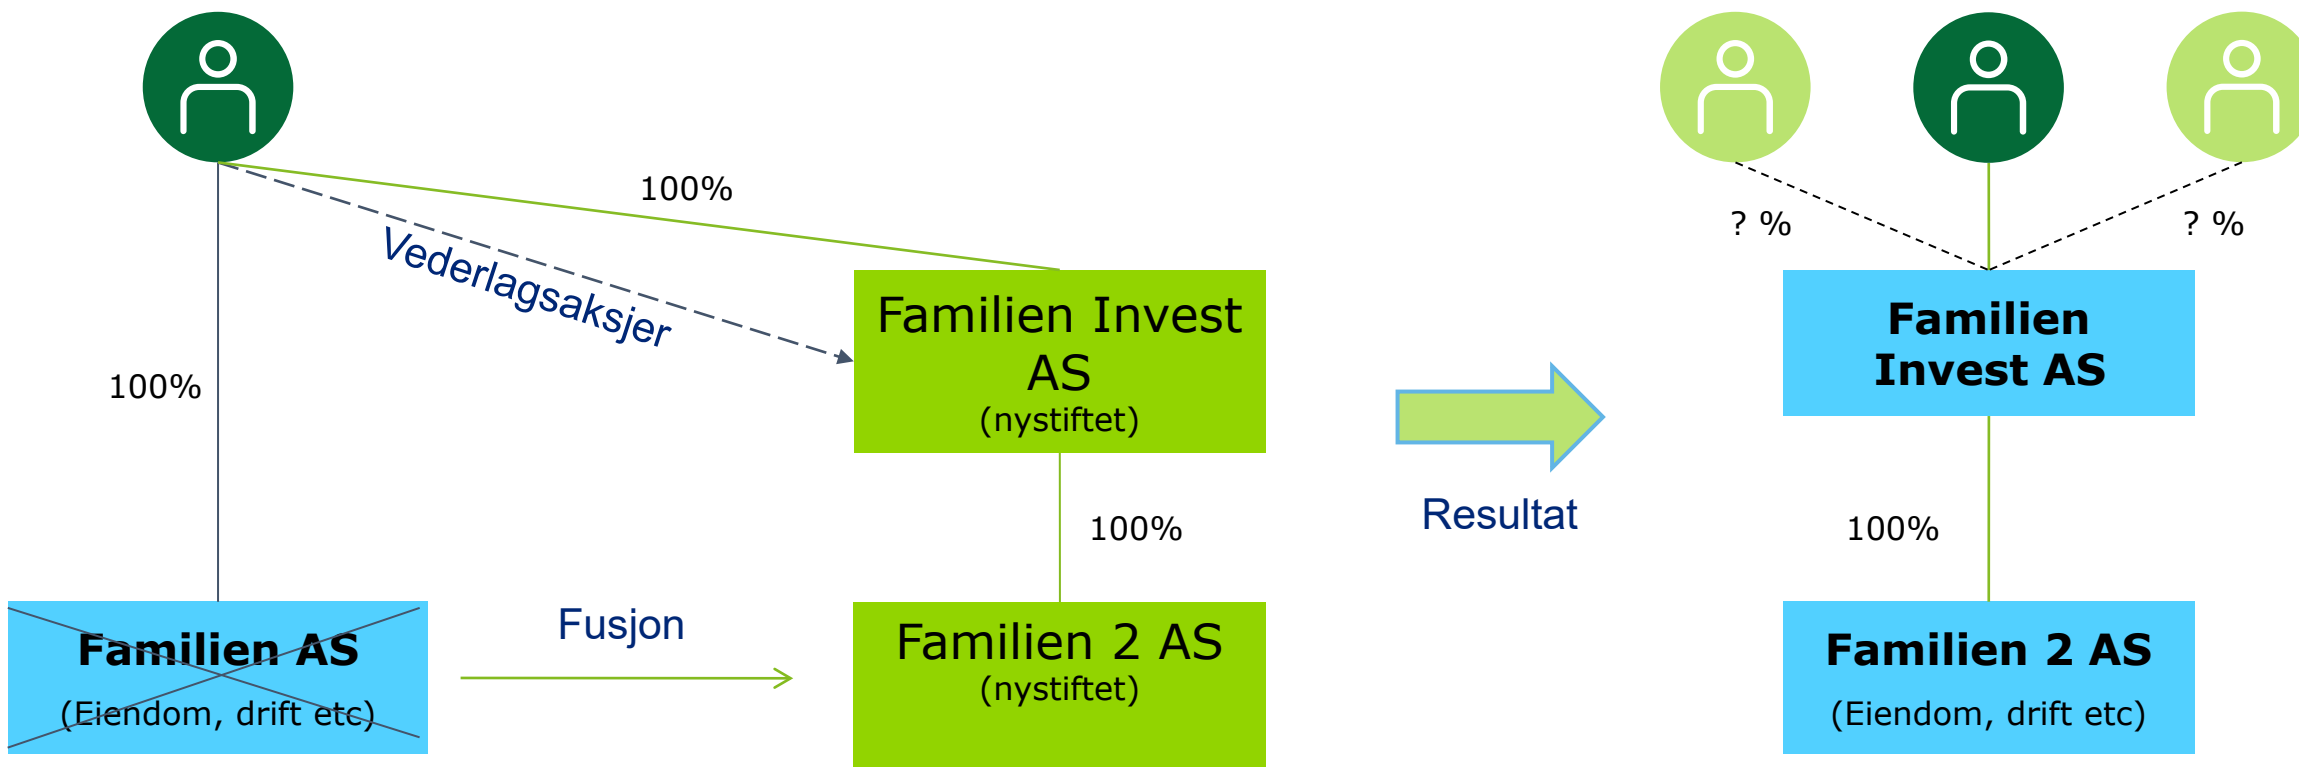 100%
? %
? %
Vederlagsaksjer
Familien Invest
AS
(nystiftet)
Familien
Invest AS
100%
Resultat
100%
100%
Fusjon
Familien AS
(Eiendom, drift etc)
Familien 2 AS
(nystiftet)
Familien 2 AS
(Eiendom, drift etc)